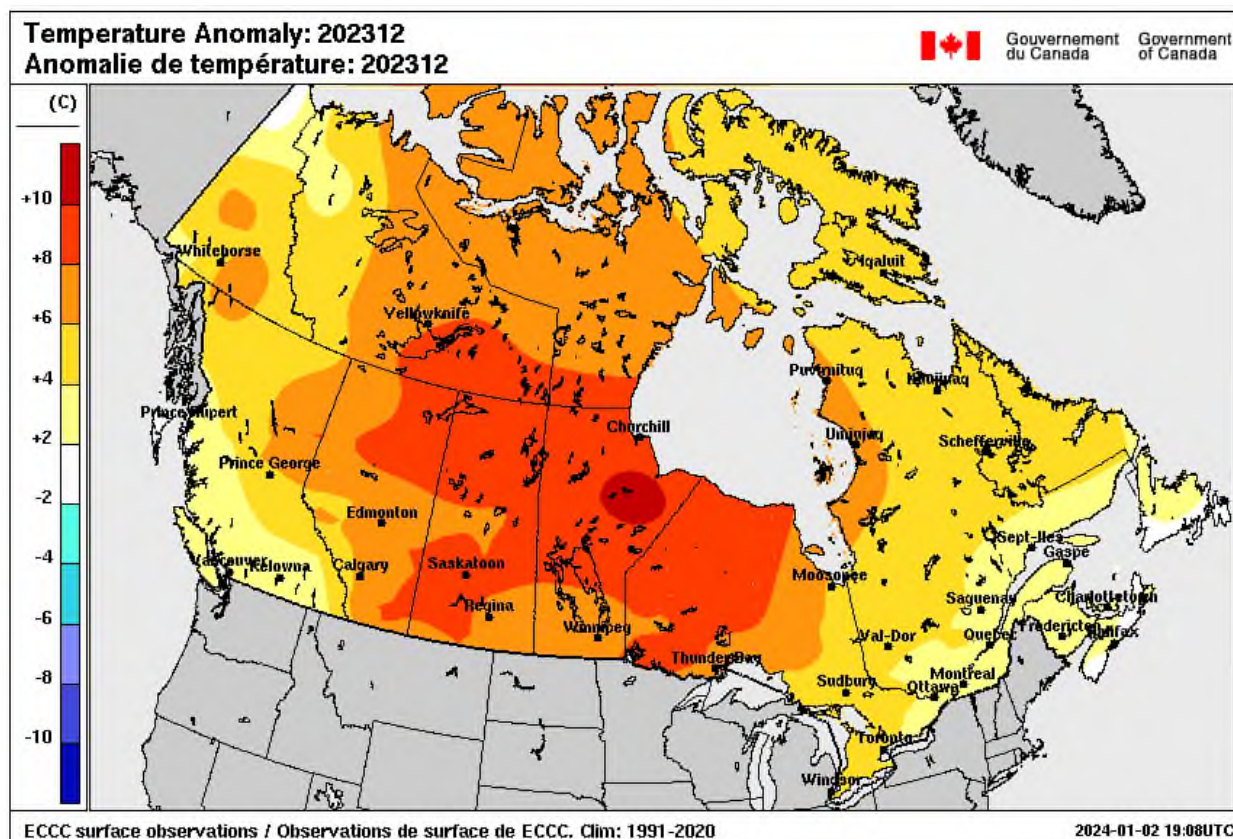 Temperature Anomaly: 202312
Anomalie de température: 202312
Gouvernement du Canada
Government of Canada
(C)
+10
+8
+6
+4
+2
-2
-4
-6
-8
-10
Whitehorse
Yellowknife
Iqaluit
Prince Rupert
Prince George
Churchill
Puvirnituq
Kuujjuaq
Umiujaq
Schefferville
Edmonton
Vancouver
Kelowna
Calgary
Saskatoon
Regina
Winnipeg
Thunder Bay
Moosonee
Sept-Iles
Gaspe
Saguenay
Charlottetown
Val-Dor
Quebec
Fredericton
Halifax
Sudbury
Ottawa
Montreal
Toronto
Windsor
ECCC surface observations / Observations de surface de ECCC. Clim: 1991-2020
2024-01-02 19:08UTC